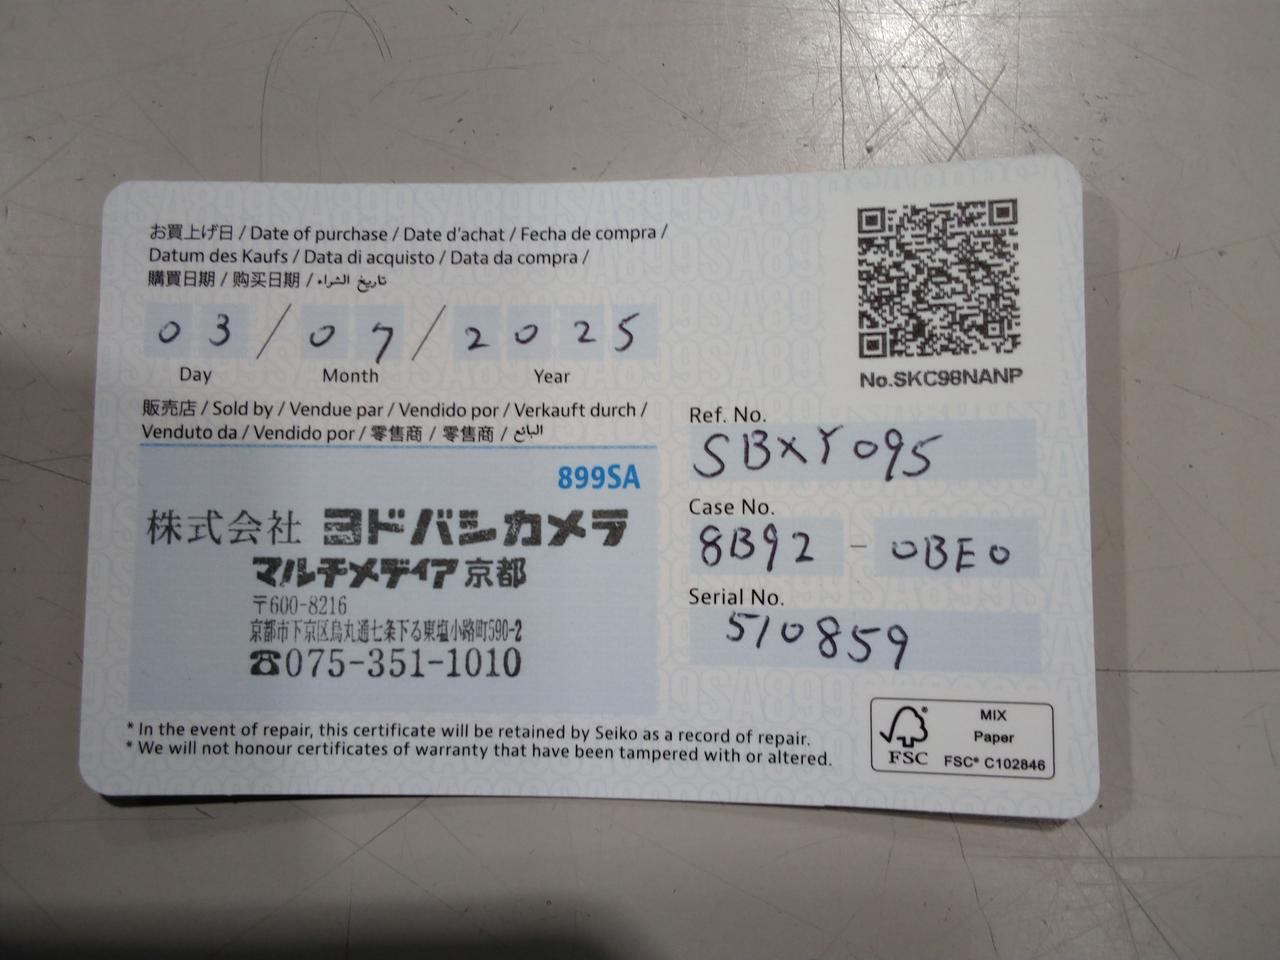 お買上げ日 / Date of purchase / Date d'achat / Fecha de compra /
Datum des Kaufs / Data di acquisto / Data da compra /
購買日期 / 购买日期 / تاريخ الشراء
03 / 07 / 2025
Day Month Year
販売店 / Sold by / Vendue par / Vendido por / Verkauft durch /
Venduto da / Vendido por / 零售商 / 零售商 / البائع
899SA
株式会社 ヨドバシカメラ
マルチメディア京都
〒600-8216
京都市下京区烏丸通七条下る東塩小路町590-2
☎075-351-1010
No.SKC98NANP
Ref. No.
SBXY095
Case No.
8B92 - 0BE0
Serial No.
510859
* In the event of repair, this certificate will be retained by Seiko as a record of repair.
* We will not honour certificates of warranty that have been tampered with or altered.
FSC®
MIX
Paper
FSC® C102846